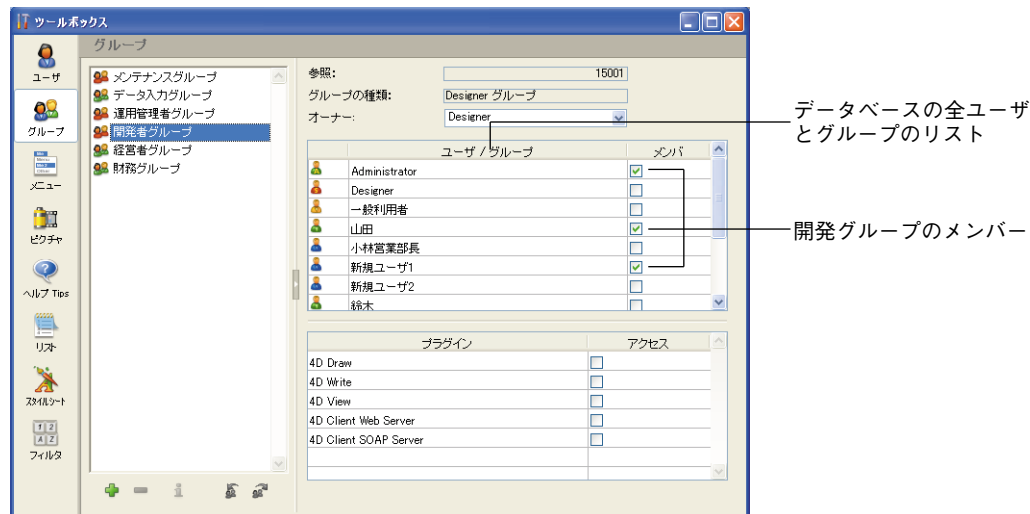 ツールボックス
グループ
ユーザ
グループ
メニュー
ピクチャ
ヘルプ Tips
リスト
スタイルシート
フィルタ
メンテナンスグループ
データ入力グループ
運用管理者グループ
開発者グループ
経営者グループ
財務グループ
参照: 15001
グループの種類: Designer グループ
オーナー: Designer
ユーザ / グループ メンバ
Administrator
Designer
一般利用者
山田
小林営業部長
新規ユーザ1
新規ユーザ2
鈴木
プラグイン アクセス
4D Draw
4D Write
4D View
4D Client Web Server
4D Client SOAP Server
データベースの全ユーザ
とグループのリスト
開発グループのメンバー